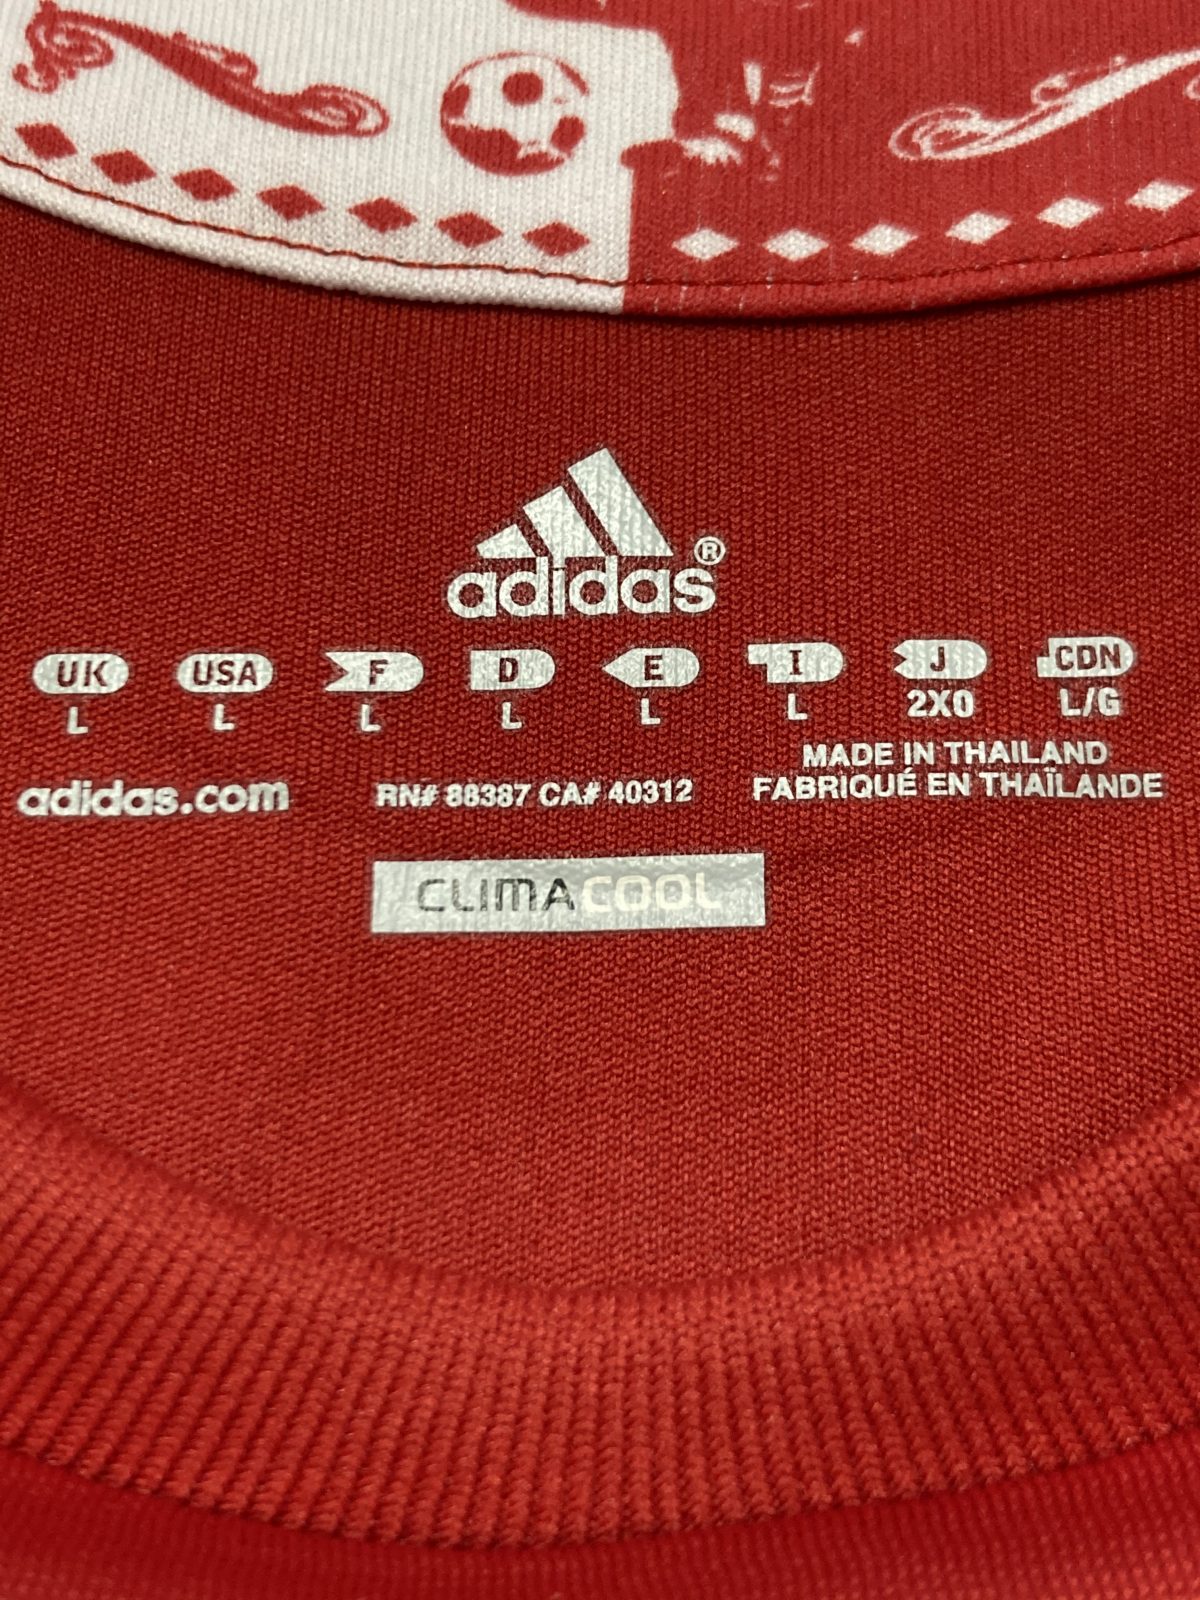 adidas®
UK USA F D E I J CDN
L L L L L L 2XO L/G
adidas.com RN# 88387 CA# 40312
MADE IN THAILAND
FABRIQUÉ EN THAÏLANDE
CLIMACOOL